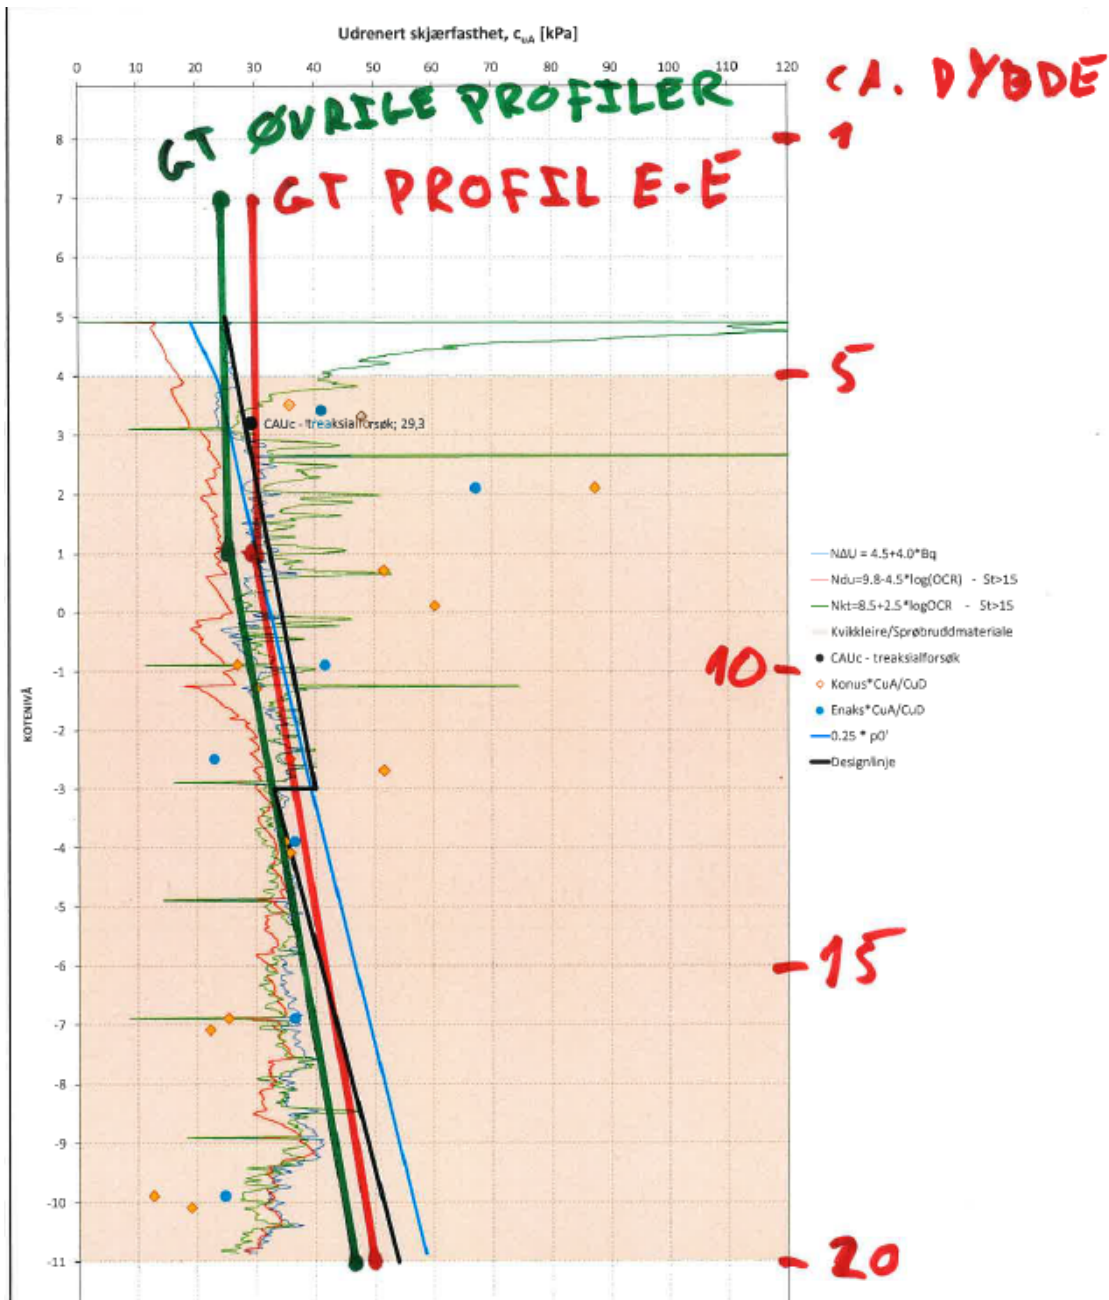 Udrenert skjærfasthet, cuA [kPa]
0 10 20 30 40 50 60 70 80 90 100 110 120
CA. DYBDE
GT ØVRIGE PROFILER
GT PROFIL E-E
8
7
6
5
4
3
2
1
0
-1
-2
-3
-4
-5
-6
-7
-8
-9
-10
-11
KOTENIVÅ
CAUc - treaksialforsøk; 29,3
1
5
10
15
20
NΔU = 4.5+4.0*Bq
Ndu=9.8-4.5*log(OCR) - St>15
Nkt=8.5+2.5*logOCR - St>15
Kvikkleire/Sprøbruddmateriale
CAUc - treaksialforsøk
Konus*CuA/CuD
Enaks*CuA/CuD
0.25 * p0'
Designlinje